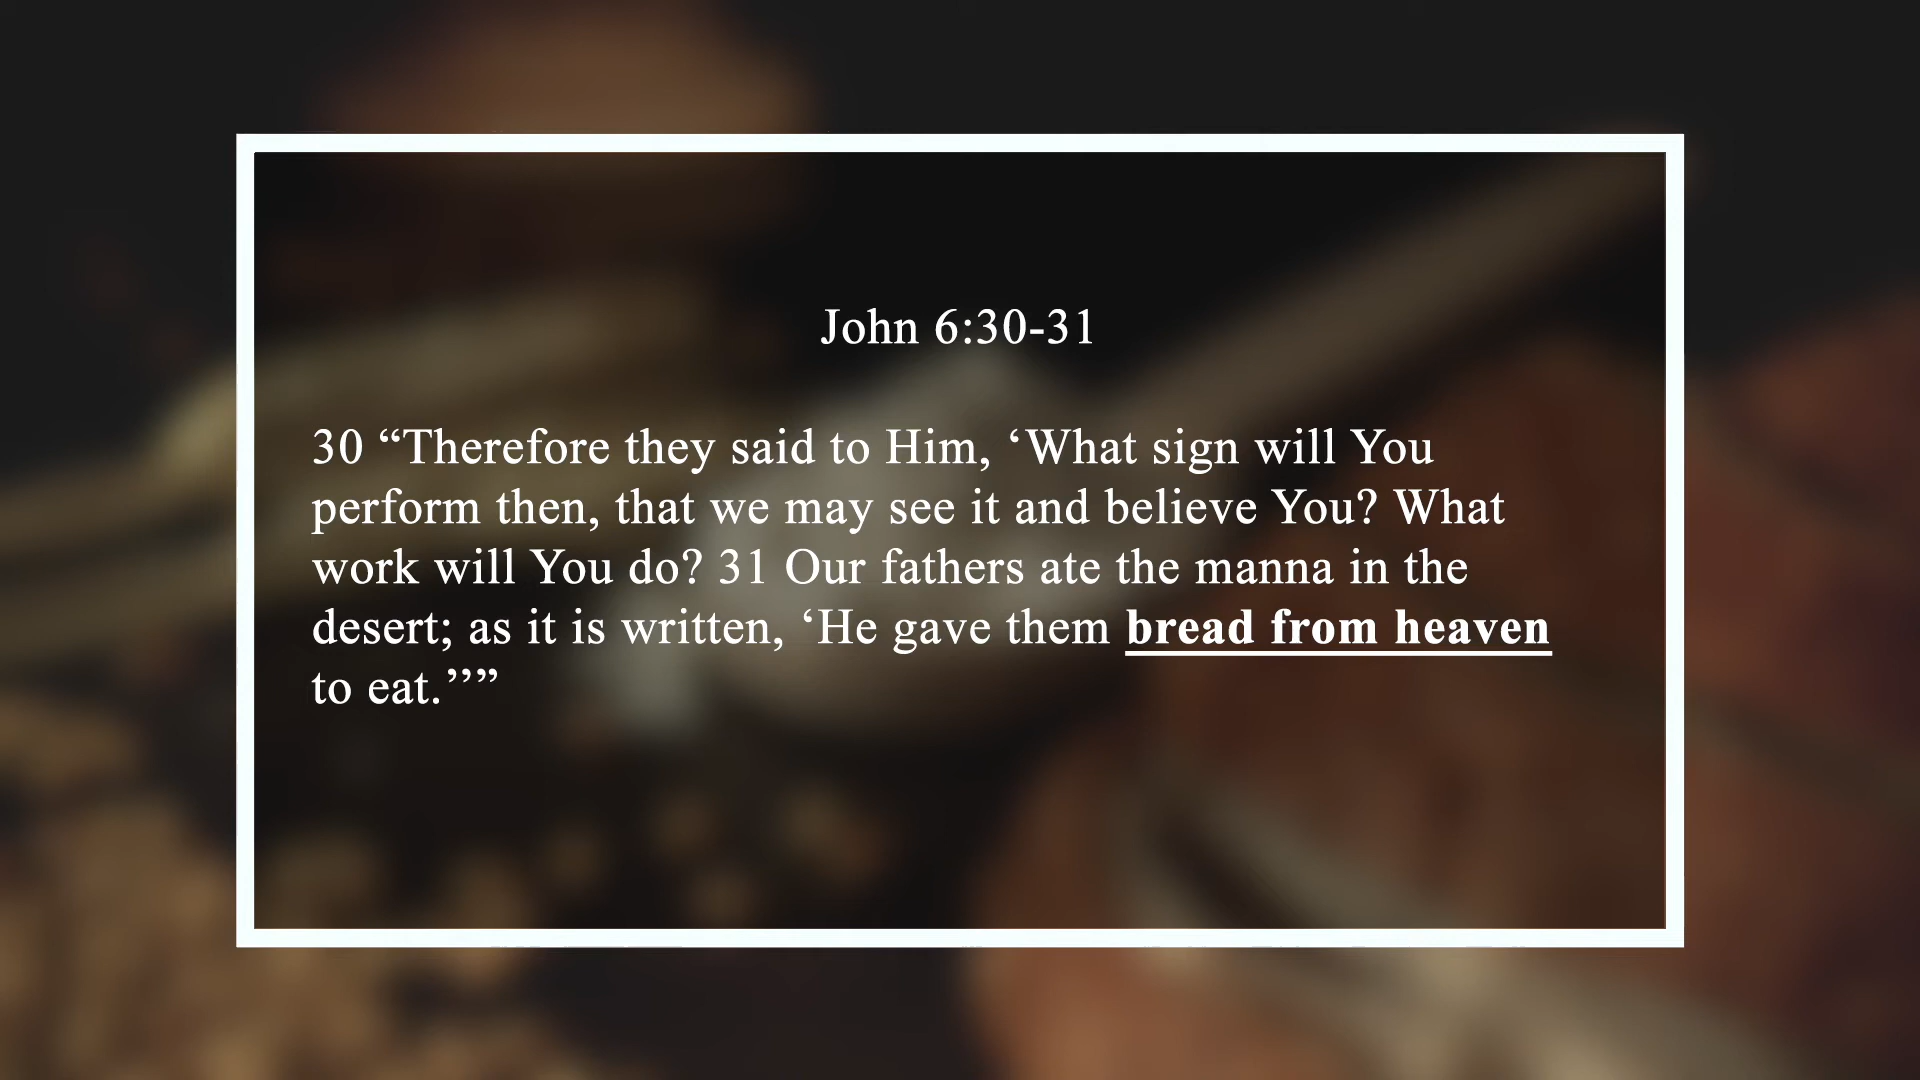 John 6:30-31
30 “Therefore they said to Him, ‘What sign will You
perform then, that we may see it and believe You? What
work will You do? 31 Our fathers ate the manna in the
desert; as it is written, ‘He gave them bread from heaven
to eat.’’”